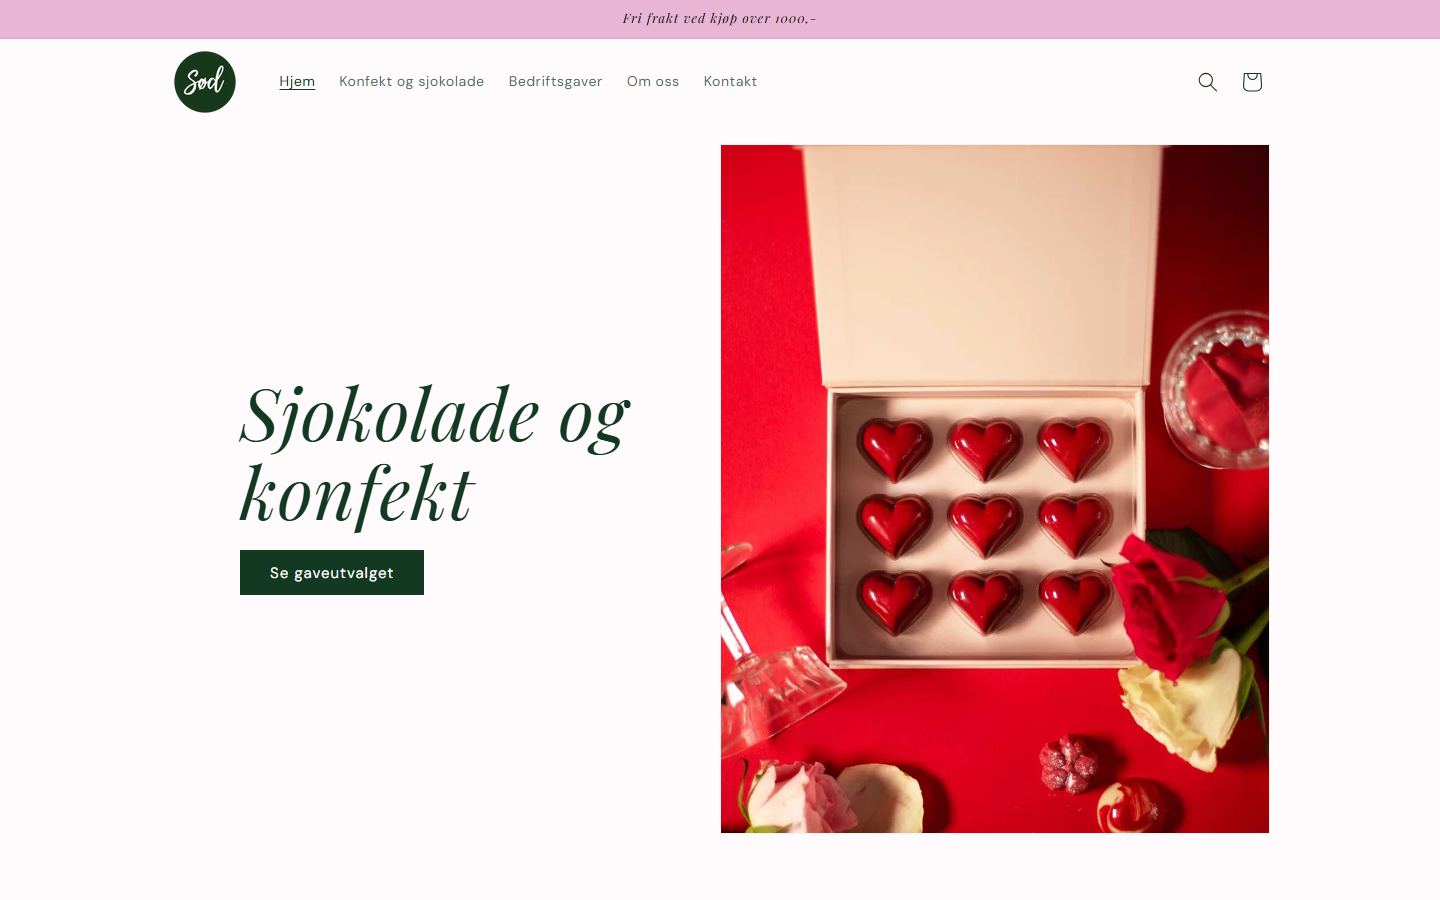 Fri frakt ved kjøp over 1000,-
Sød
Hjem
Konfekt og sjokolade
Bedriftsgaver
Om oss
Kontakt
Sjokolade og
konfekt
Se gaveutvalget